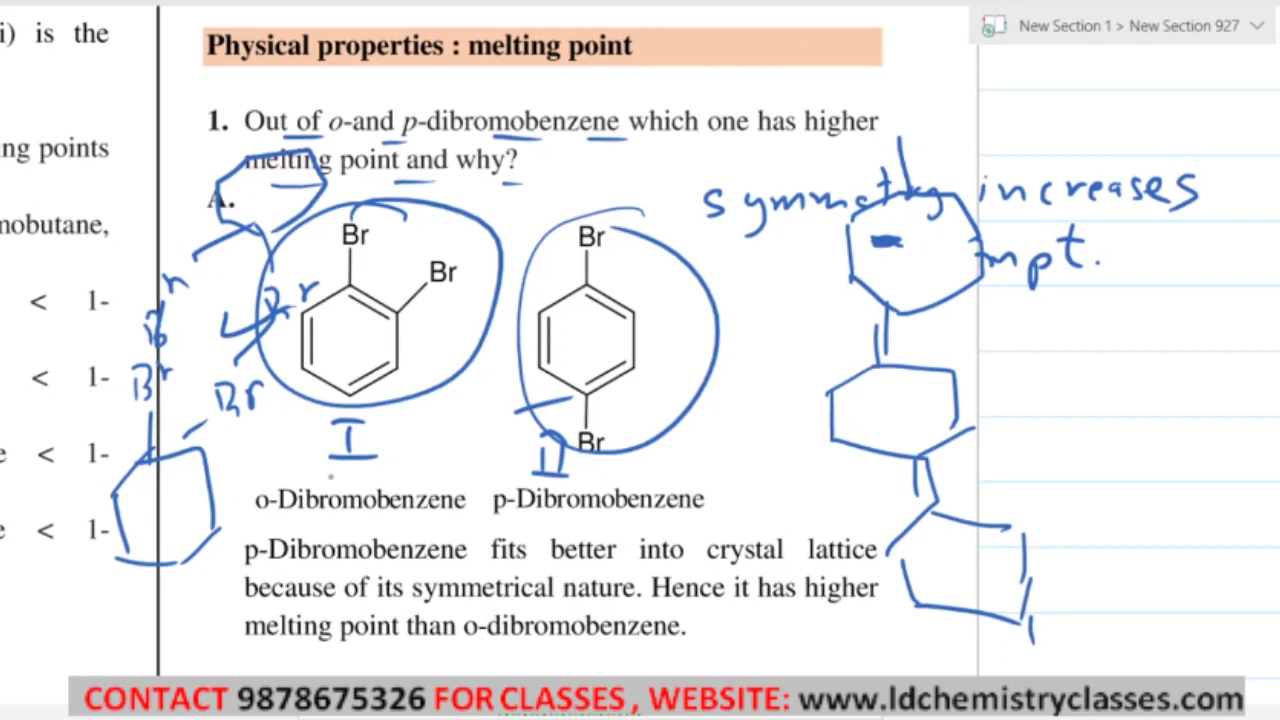 i) is the
ng points
mobutane,
< 1-
< 1-
e < 1-
e < 1-
New Section 1 > New Section 927
Physical properties : melting point
1. Out of o-and p-dibromobenzene which one has higher
melting point and why?
A.
symmetry increases
mpt.
Br
Br
Br
Br
Br
Br
Br
I
II
o-Dibromobenzene p-Dibromobenzene
p-Dibromobenzene fits better into crystal lattice
because of its symmetrical nature. Hence it has higher
melting point than o-dibromobenzene.
CONTACT 9878675326 FOR CLASSES , WEBSITE: www.ldchemistryclasses.com